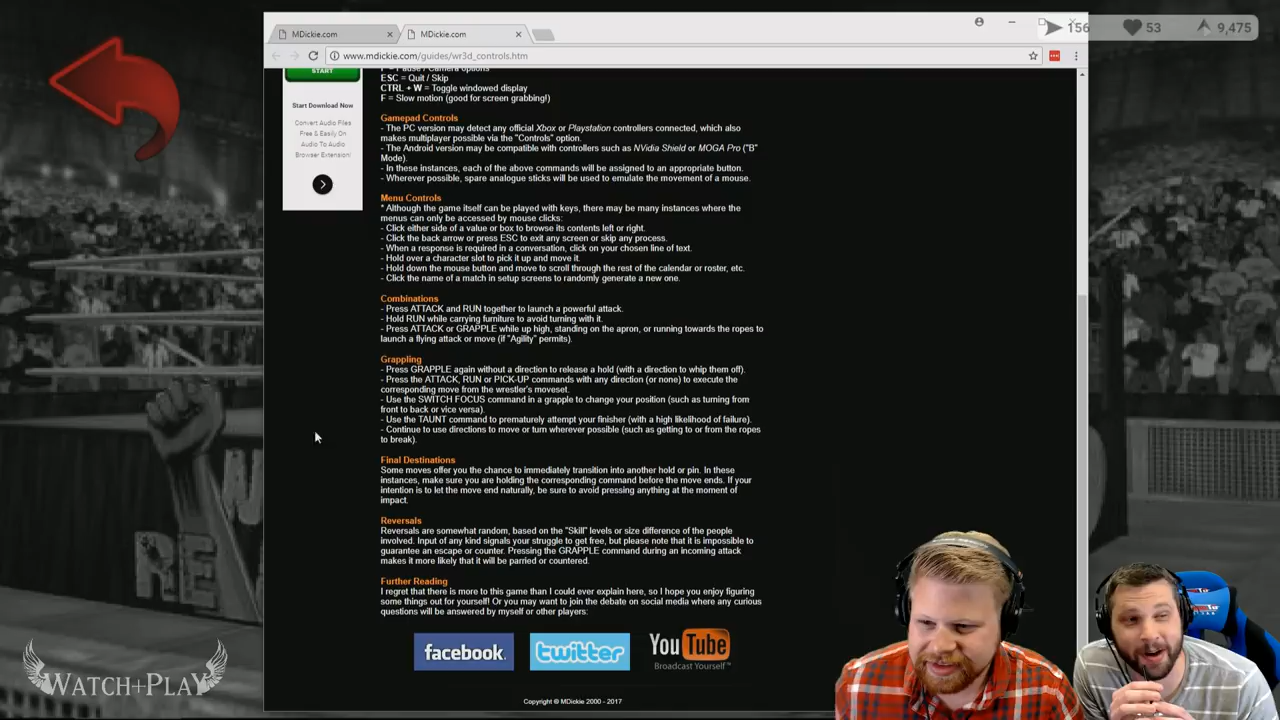 MDickie.com
MDickie.com
156
53
9,475
www.mdickie.com/guides/wr3d_controls.htm
START
Start Download Now
Convert Audio Files
Free & Easily On
Audio To Audio
Browser Extension!
ESC = Quit / Skip
CTRL + W = Toggle windowed display
F = Slow motion (good for screen grabbing!)
Gamepad Controls
- The PC version may detect any official Xbox or Playstation controllers connected, which also
makes multiplayer possible via the "Controls" option.
- The Android version may be compatible with controllers such as NVidia Shield or MOGA Pro ("B"
Mode).
- In these instances, each of the above commands will be assigned to an appropriate button.
- Wherever possible, spare analogue sticks will be used to emulate the movement of a mouse.
Menu Controls
* Although the game itself can be played with keys, there may be many instances where the
menus can only be accessed by mouse clicks:
- Click either side of a value or box to browse its contents left or right.
- Click the back arrow or press ESC to exit any screen or skip any process.
- When a response is required in a conversation, click on your chosen line of text.
- Hold over a character slot to pick it up and move it.
- Hold down the mouse button and move to scroll through the rest of the calendar or roster, etc.
- Click the name of a match in setup screens to randomly generate a new one.
Combinations
- Press ATTACK and RUN together to launch a powerful attack.
- Hold RUN while carrying furniture to avoid turning with it.
- Press ATTACK or GRAPPLE while up high, standing on the apron, or running towards the ropes to
launch a flying attack or move (if "Agility" permits).
Grappling
- Press GRAPPLE again without a direction to release a hold (with a direction to whip them off).
- Press the ATTACK, RUN or PICK-UP commands with any direction (or none) to execute the
corresponding move from the wrestler's moveset.
- Use the SWITCH FOCUS command in a grapple to change your position (such as turning from
front to back or vice versa).
- Use the TAUNT command to prematurely attempt your finisher (with a high likelihood of failure).
- Continue to use directions to move or turn wherever possible (such as getting to or from the ropes
to break).
Final Destinations
Some moves offer you the chance to immediately transition into another hold or pin. In these
instances, make sure you are holding the corresponding command before the move ends. If your
intention is to let the move end naturally, be sure to avoid pressing anything at the moment of
impact.
Reversals
Reversals are somewhat random, based on the "Skill" levels or size difference of the people
involved. Input of any kind signals your struggle to get free, but please note that it is impossible to
guarantee an escape or counter. Pressing the GRAPPLE command during an incoming attack
makes it more likely that it will be parried or countered.
Further Reading
I regret that there is more to this game than I could ever explain here, so I hope you enjoy figuring
some things out for yourself! Or you may want to join the debate on social media where any curious
questions will be answered by myself or other players:
facebook.
twitter
YouTube
Broadcast Yourself™
Copyright © MDickie 2000 - 2017
WATCH+PLAY